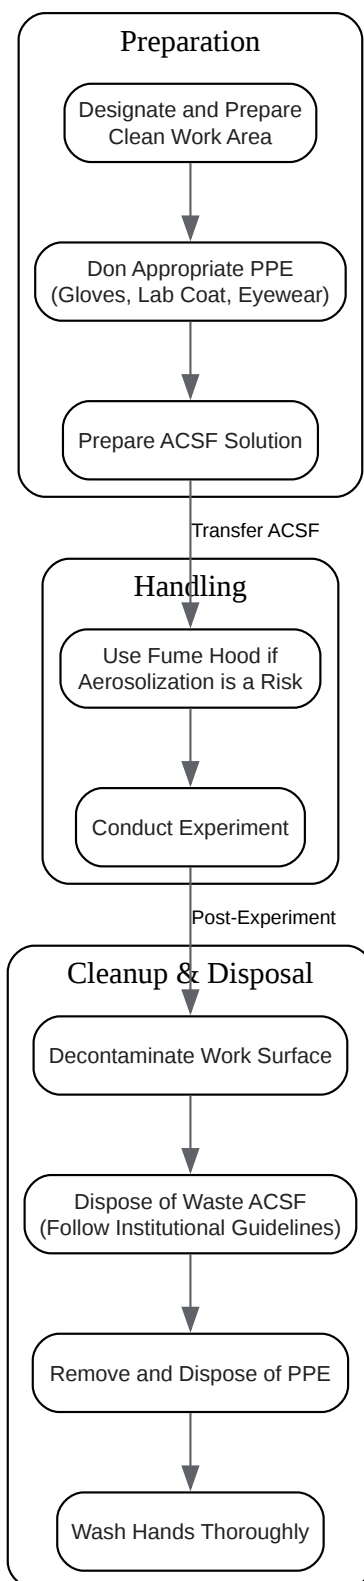 Preparation
Designate and Prepare
Clean Work Area
Don Appropriate PPE
(Gloves, Lab Coat, Eyewear)
Prepare ACSF Solution
Transfer ACSF
Handling
Use Fume Hood if
Aerosolization is a Risk
Conduct Experiment
Post-Experiment
Cleanup & Disposal
Decontaminate Work Surface
Dispose of Waste ACSF
(Follow Institutional Guidelines)
Remove and Dispose of PPE
Wash Hands Thoroughly